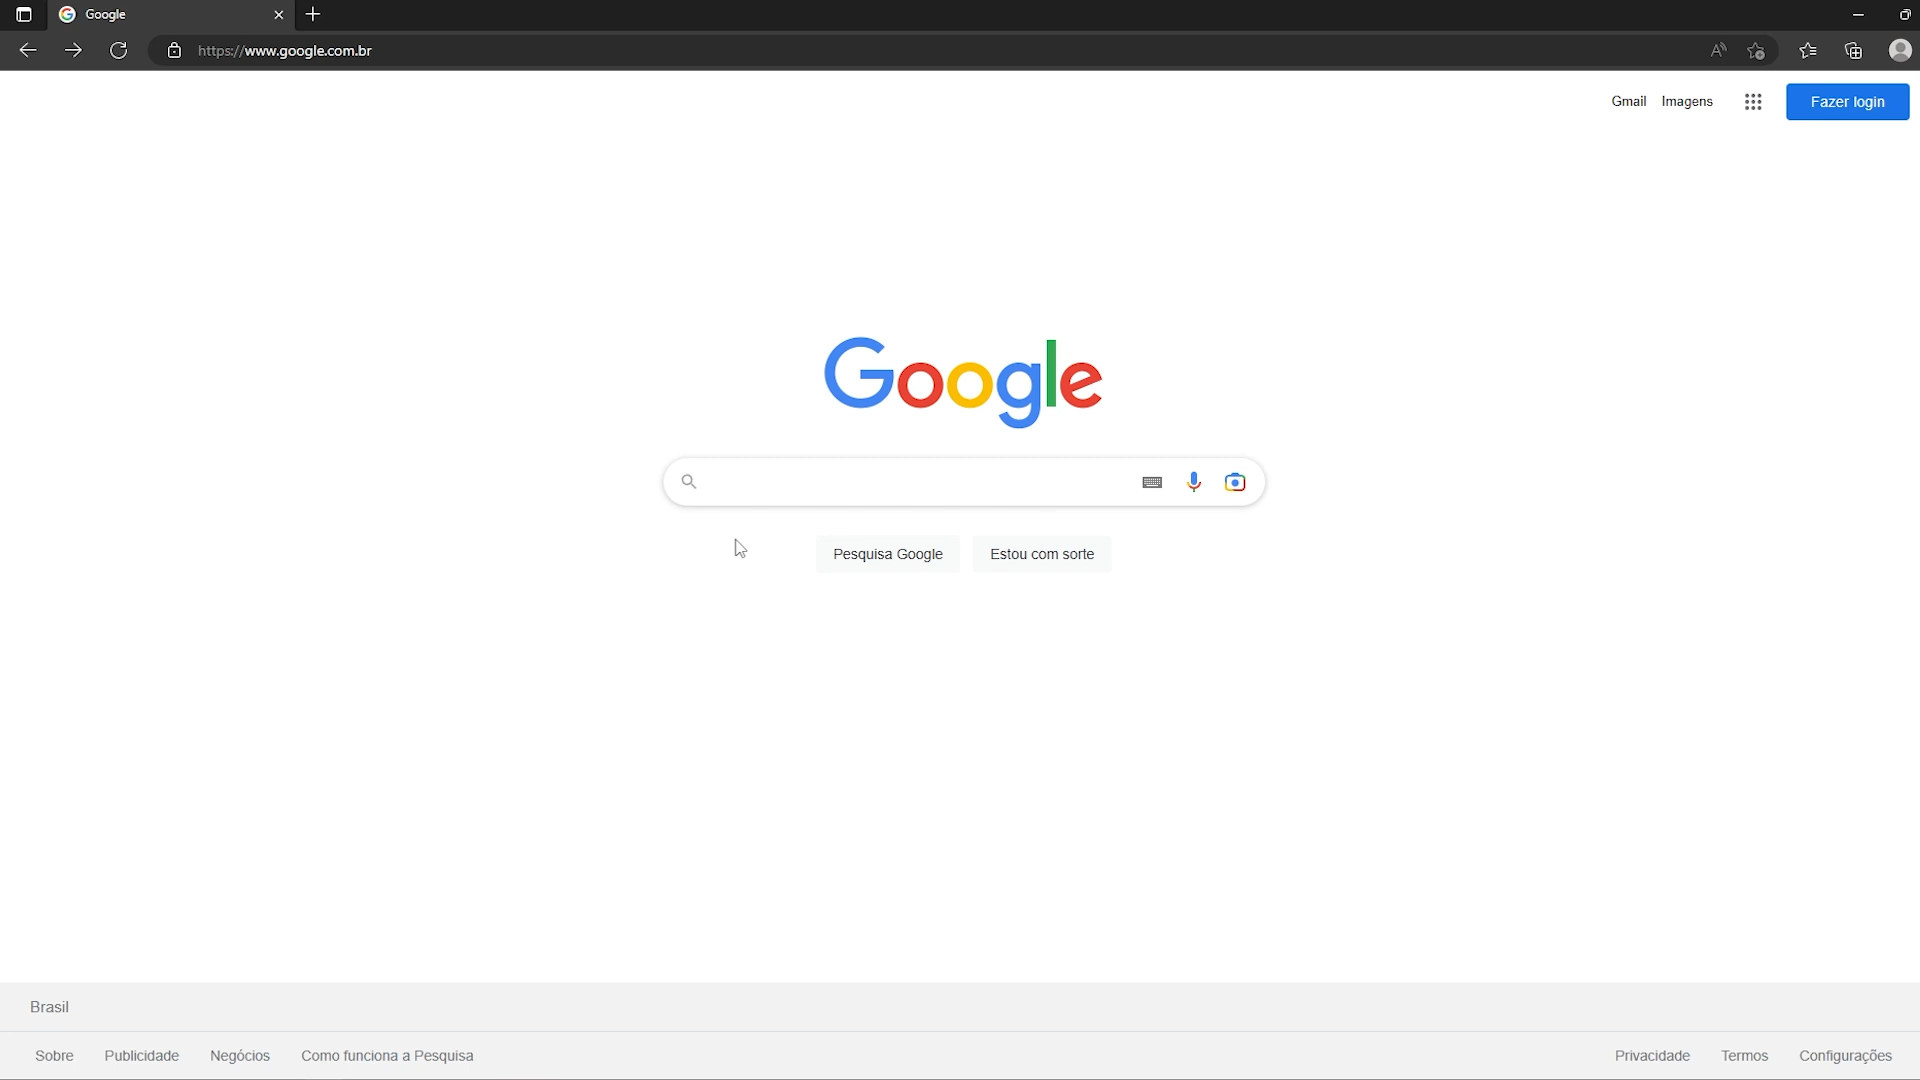 Google
https://www.google.com.br
Gmail Imagens Fazer login
Google
Pesquisa Google Estou com sorte
Brasil
Sobre Publicidade Negócios Como funciona a Pesquisa Privacidade Termos Configurações